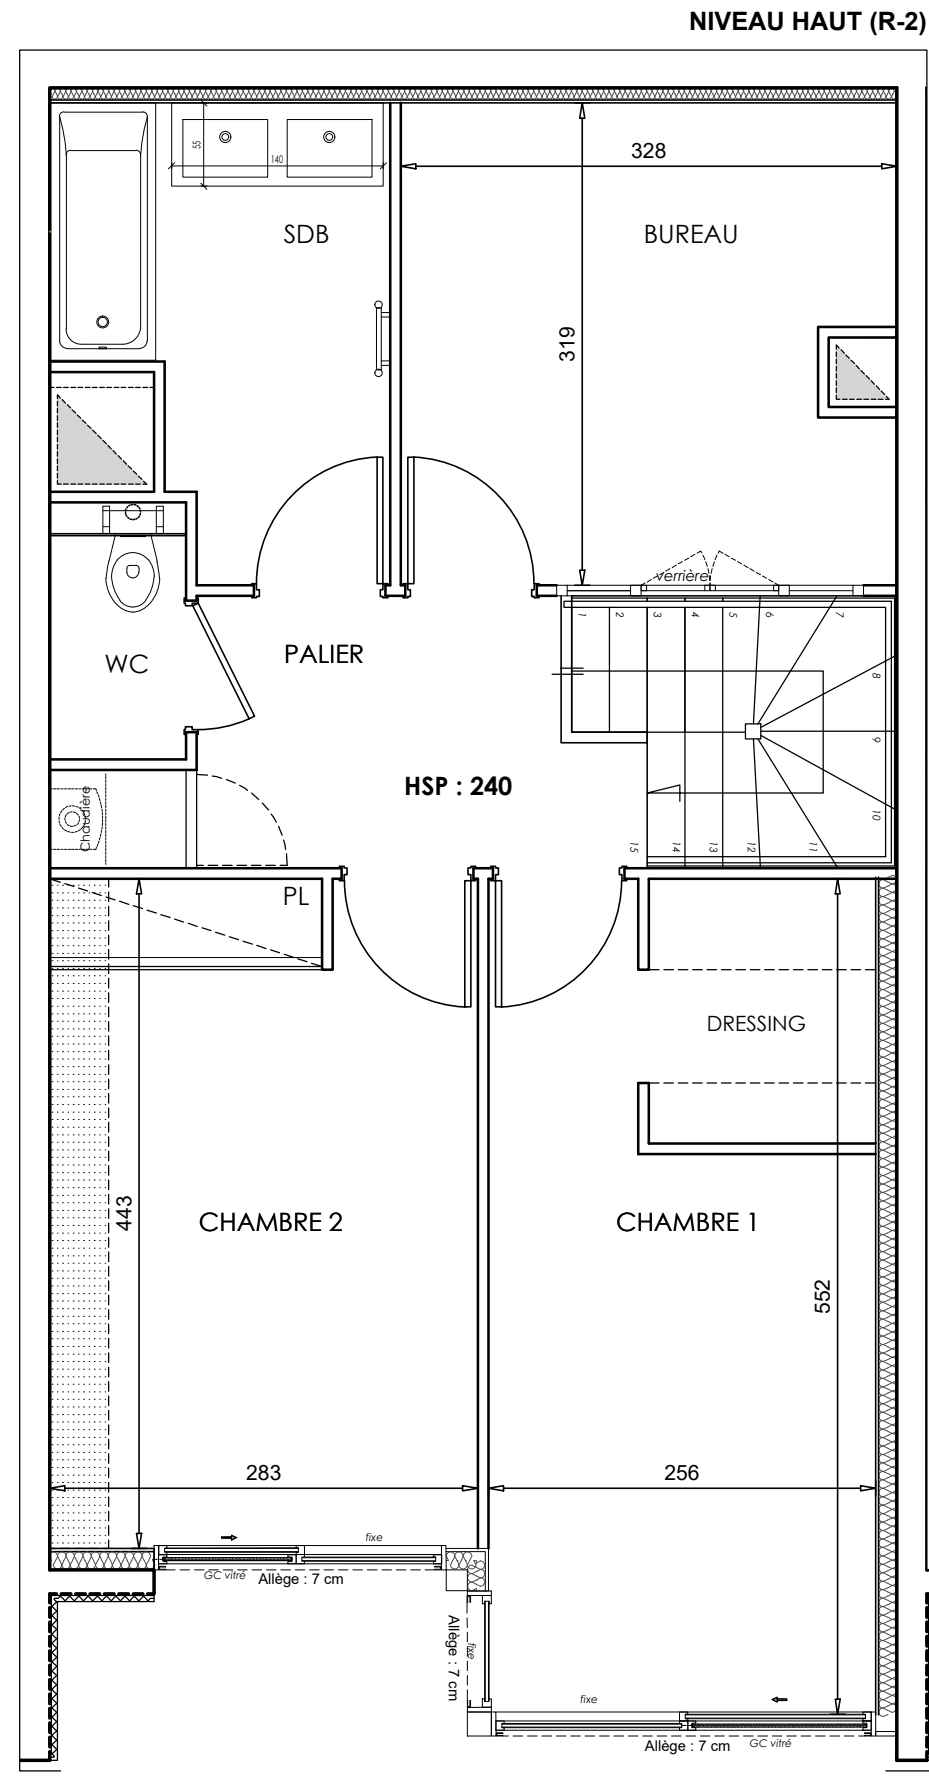 NIVEAU HAUT (R-2)
55
140
328
SDB
BUREAU
319
verrière
1
2
3
4
5
6
7
8
9
10
11
12
13
14
15
WC
PALIER
HSP : 240
Chaudière
PL
DRESSING
443
CHAMBRE 2
CHAMBRE 1
552
283
256
fixe
GC vitré
Allège : 7 cm
Allège : 7 cm
fixe
fixe
Allège : 7 cm
GC vitré